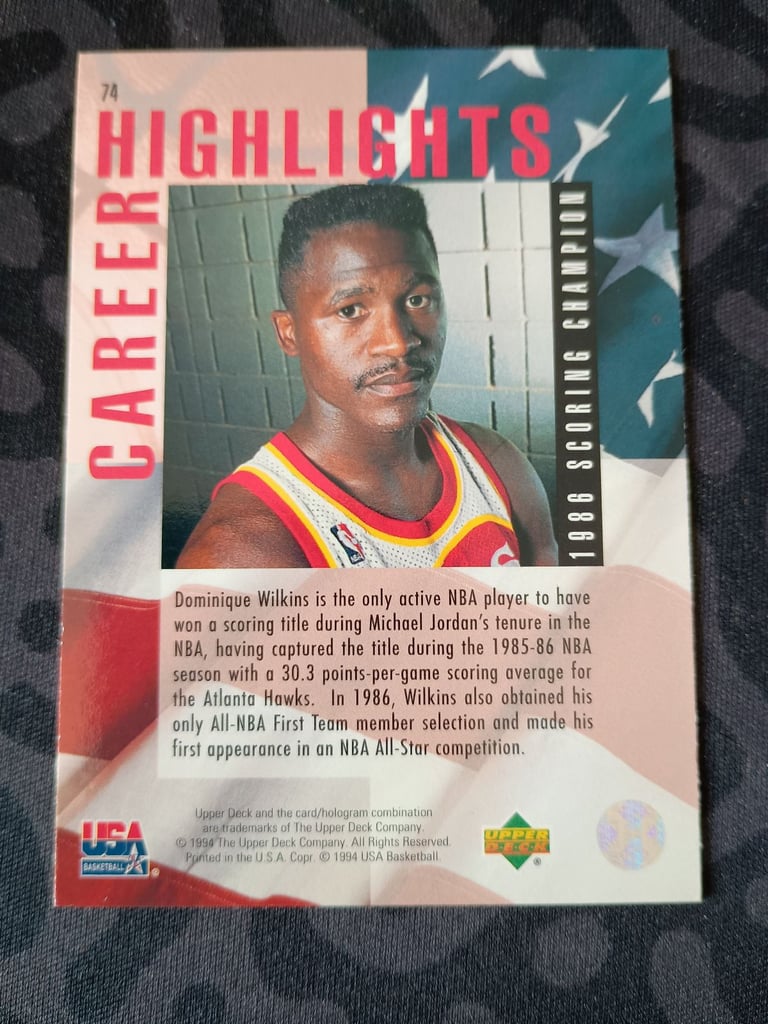 74
HIGHLIGHTS
CAREER
1986 SCORING CHAMPION
Dominique Wilkins is the only active NBA player to have
won a scoring title during Michael Jordan's tenure in the
NBA, having captured the title during the 1985-86 NBA
season with a 30.3 points-per-game scoring average for
the Atlanta Hawks. In 1986, Wilkins also obtained his
only All-NBA First Team member selection and made his
first appearance in an NBA All-Star competition.
Upper Deck and the card/hologram combination
are trademarks of The Upper Deck Company.
© 1994 The Upper Deck Company. All Rights Reserved.
Printed in the U.S.A. Copr. © 1994 USA Basketball.
USA
BASKETBALL
®
UPPER
DECK
®